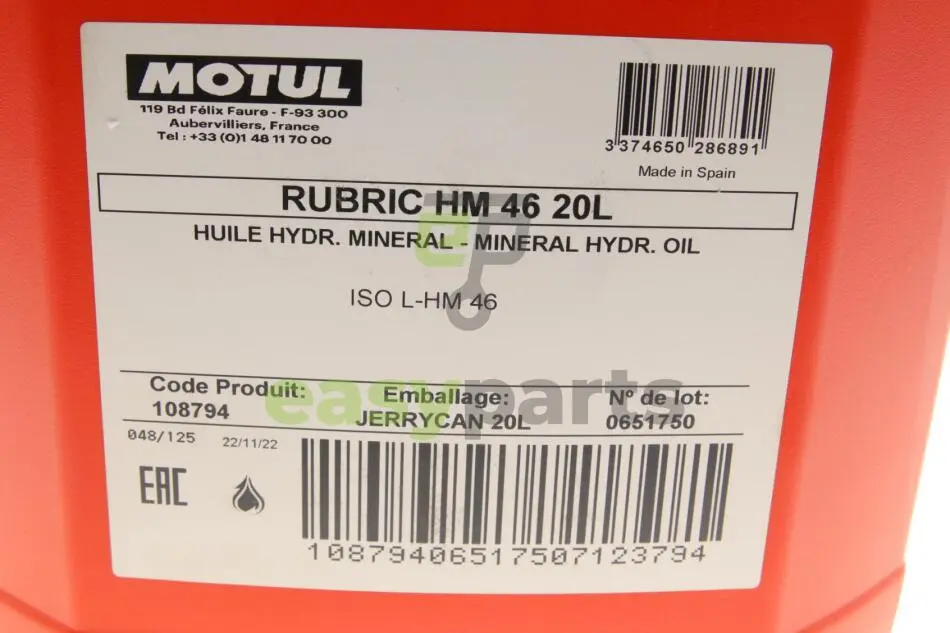 MOTUL
119 Bd Félix Faure - F-93 300
Aubervilliers, France
Tel : +33 (0)1 48 11 70 00
3 374650 286891
Made in Spain
RUBRIC HM 46 20L
HUILE HYDR. MINERAL - MINERAL HYDR. OIL
ISO L-HM 46
Code Produit:
108794
Emballage:
JERRYCAN 20L
N° de lot:
0651750
048/125
22/11/22
EAC
10879406517507123794
ep
easyparts